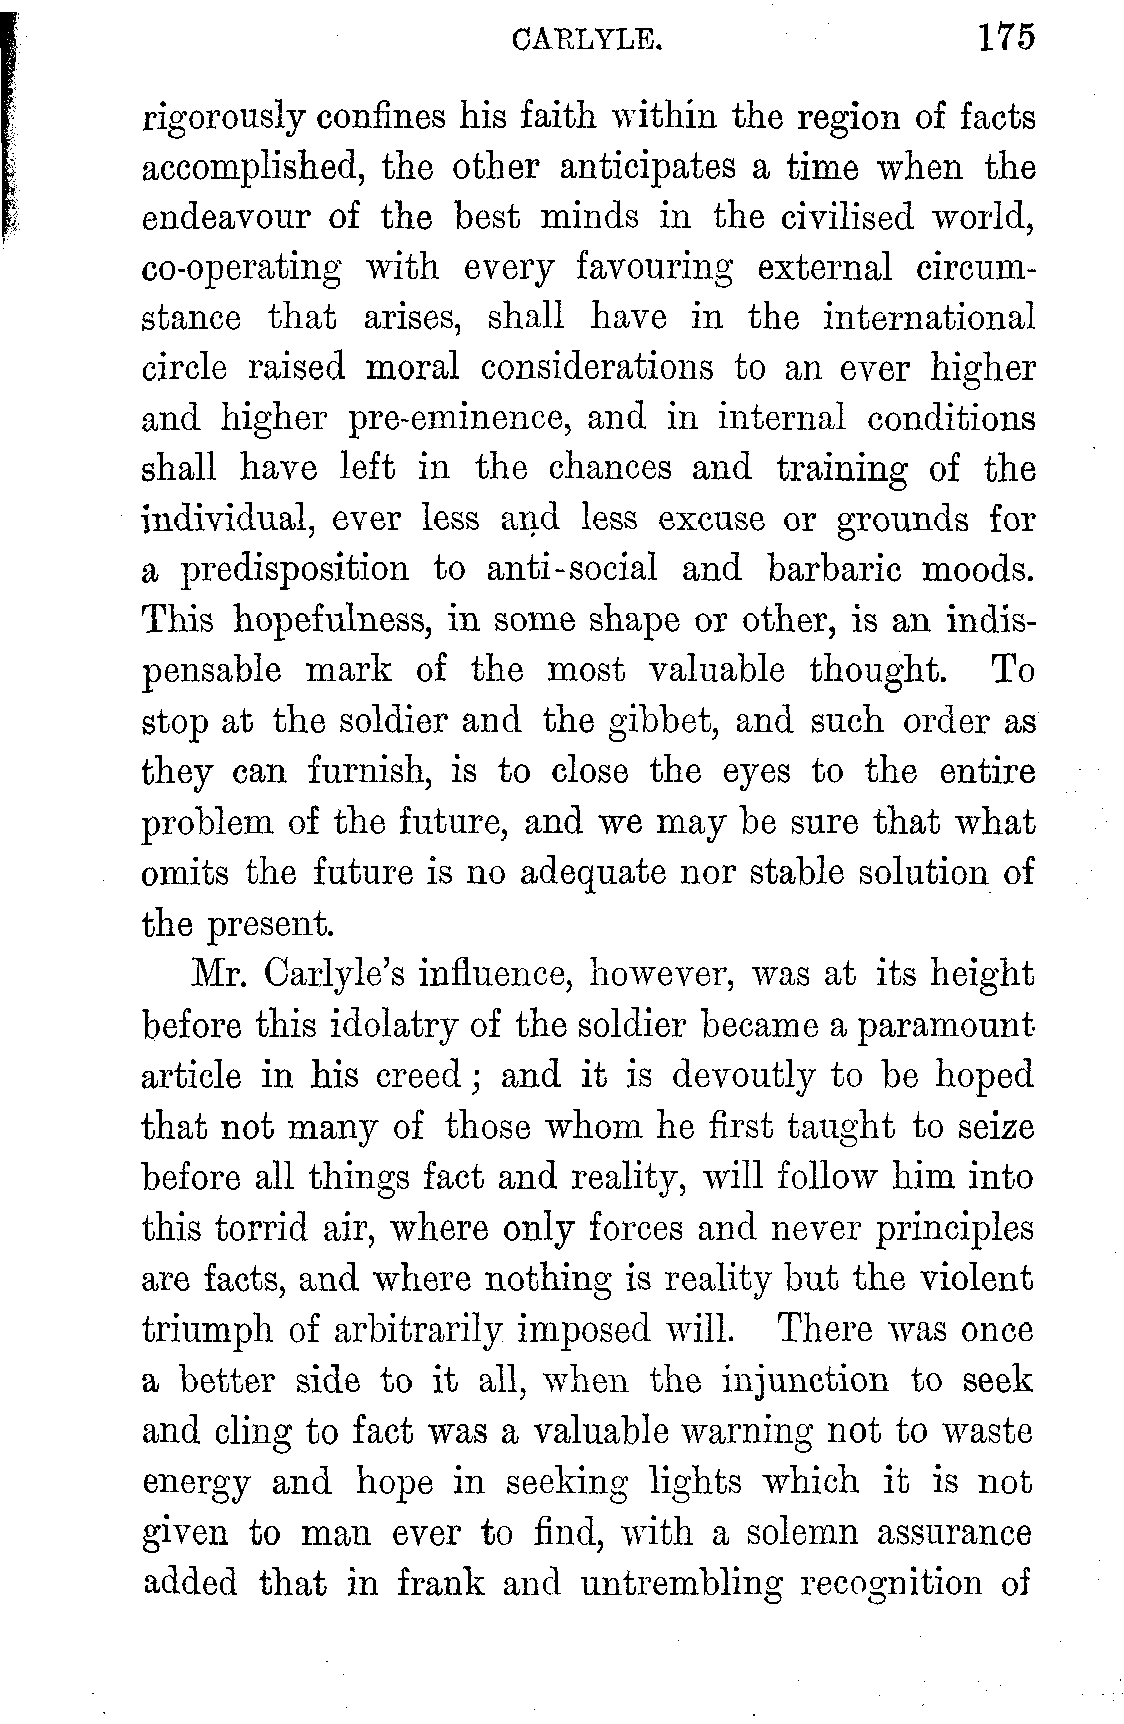 CARLYLE. 175
rigorously confines his faith within the region of facts
accomplished, the other anticipates a time when the
endeavour of the best minds in the civilised world,
co-operating with every favouring external circum-
stance that arises, shall have in the international
circle raised moral considerations to an ever higher
and higher pre-eminence, and in internal conditions
shall have left in the chances and training of the
individual, ever less and less excuse or grounds for
a predisposition to anti-social and barbaric moods.
This hopefulness, in some shape or other, is an indis-
pensable mark of the most valuable thought. To
stop at the soldier and the gibbet, and such order as
they can furnish, is to close the eyes to the entire
problem of the future, and we may be sure that what
omits the future is no adequate nor stable solution of
the present.
Mr. Carlyle's influence, however, was at its height
before this idolatry of the soldier became a paramount
article in his creed; and it is devoutly to be hoped
that not many of those whom he first taught to seize
before all things fact and reality, will follow him into
this torrid air, where only forces and never principles
are facts, and where nothing is reality but the violent
triumph of arbitrarily imposed will. There was once
a better side to it all, when the injunction to seek
and cling to fact was a valuable warning not to waste
energy and hope in seeking lights which it is not
given to man ever to find, with a solemn assurance
added that in frank and untrembling recognition of